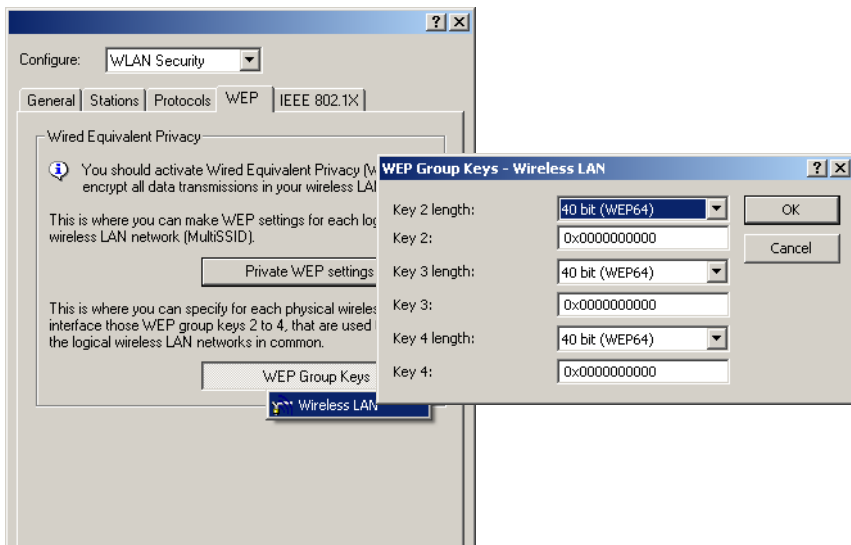 Configure: WLAN Security
General Stations Protocols WEP IEEE 802.1X
Wired Equivalent Privacy
You should activate Wired Equivalent Privacy
encrypt all data transmissions in your wireless
This is where you can make WEP settings for each
wireless LAN network (MultiSSID).
Private WEP settings
This is where you can specify for each physical
interface those WEP group keys 2 to 4, that are used
the logical wireless LAN networks in common.
WEP Group Keys
Wireless LAN
WEP Group Keys - Wireless LAN
Key 2 length: 40 bit (WEP64) OK
Key 2: 0x0000000000
Cancel
Key 3 length: 40 bit (WEP64)
Key 3: 0x0000000000
Key 4 length: 40 bit (WEP64)
Key 4: 0x0000000000